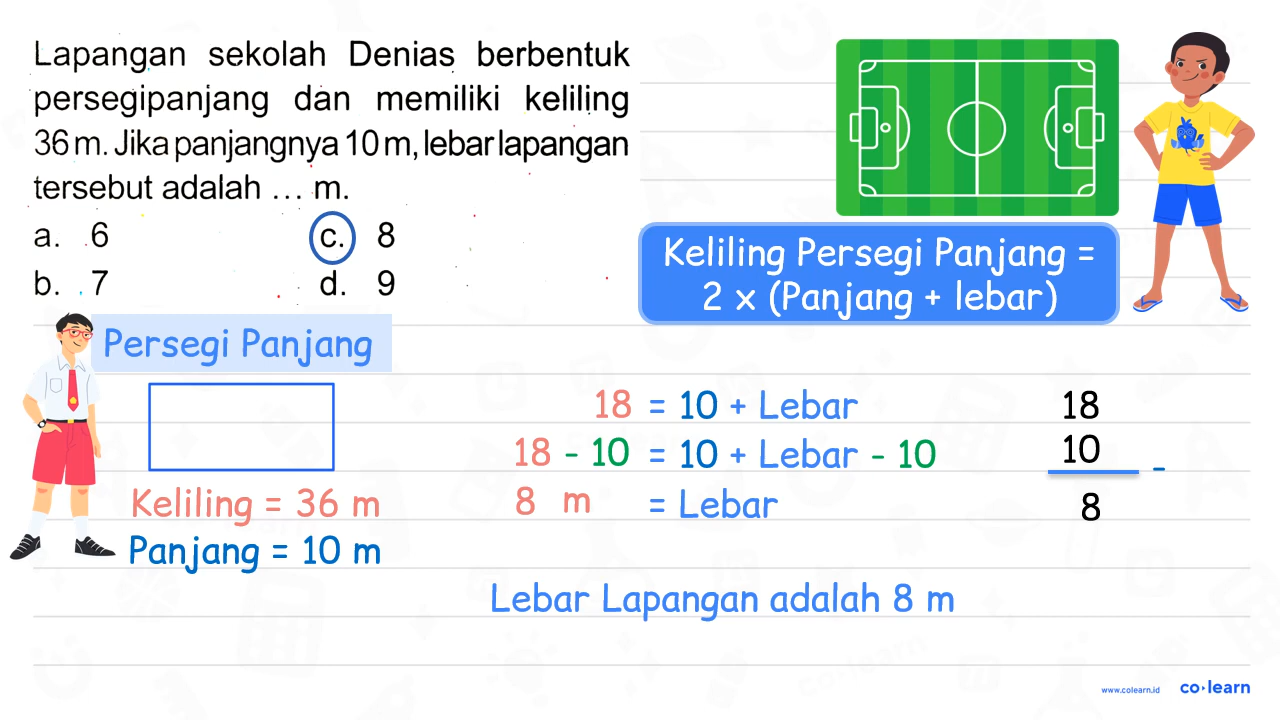 Lapangan sekolah Denias berbentuk
persegipanjang dan memiliki keliling
36 m. Jika panjangnya 10 m, lebar lapangan
tersebut adalah ... m.
a. 6 c. 8
b. 7 d. 9
Keliling Persegi Panjang =
2 x (Panjang + lebar)
Persegi Panjang
Keliling = 36 m
Panjang = 10 m
18 = 10 + Lebar
18 - 10 = 10 + Lebar - 10
8 m = Lebar
18
10 -
8
Lebar Lapangan adalah 8 m
www.colearn.id co·learn